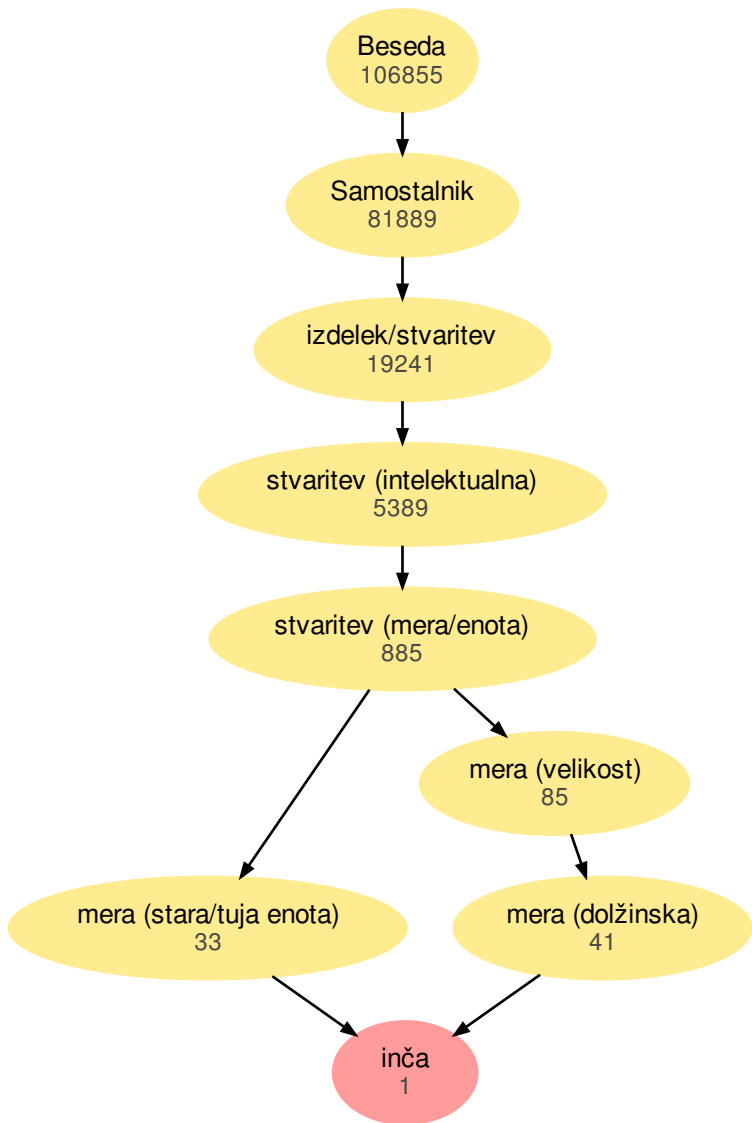 Beseda
106855
Samostalnik
81889
izdelek/stvaritev
19241
stvaritev (intelektualna)
5389
stvaritev (mera/enota)
885
mera (velikost)
85
mera (stara/tuja enota)
33
mera (dolžinska)
41
inča
1